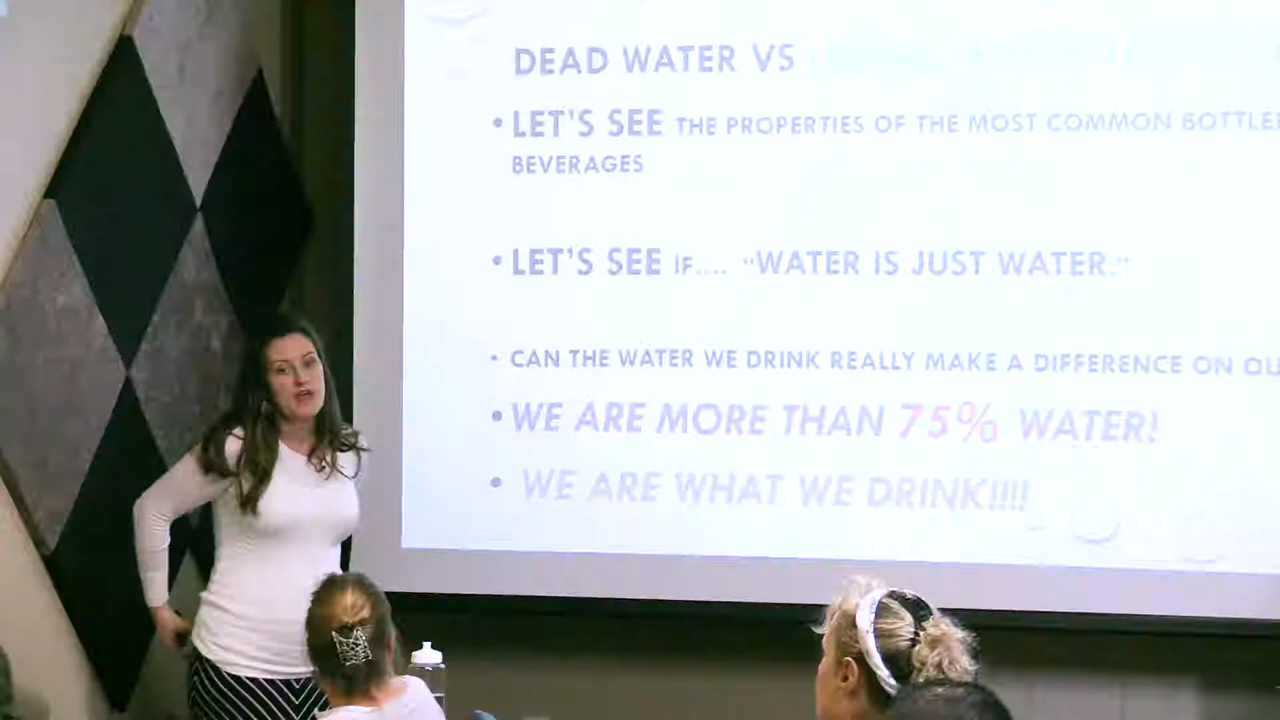 DEAD WATER VS
• LET'S SEE THE PROPERTIES OF THE MOST COMMON BOTTLED
BEVERAGES
• LET'S SEE IF.... "WATER IS JUST WATER."
• CAN THE WATER WE DRINK REALLY MAKE A DIFFERENCE ON OU
• WE ARE MORE THAN 75% WATER!
• WE ARE WHAT WE DRINK!!!!